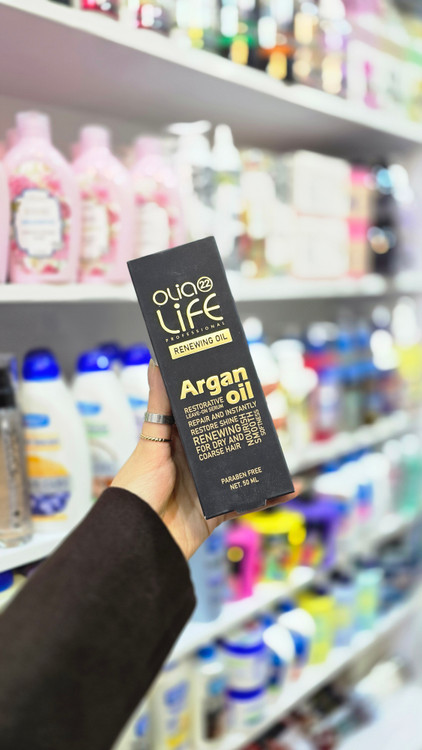 Olia 22
LiFE
PROFESSIONAL
RENEWING OIL
Argan
oil
RESTORATIVE
LEAVE-ON SERUM
REPAIR AND INSTANTLY
RESTORE SHINE
RENEWING
FOR DRY AND
COARSE HAIR
PARABEN FREE
NET. 50 ML